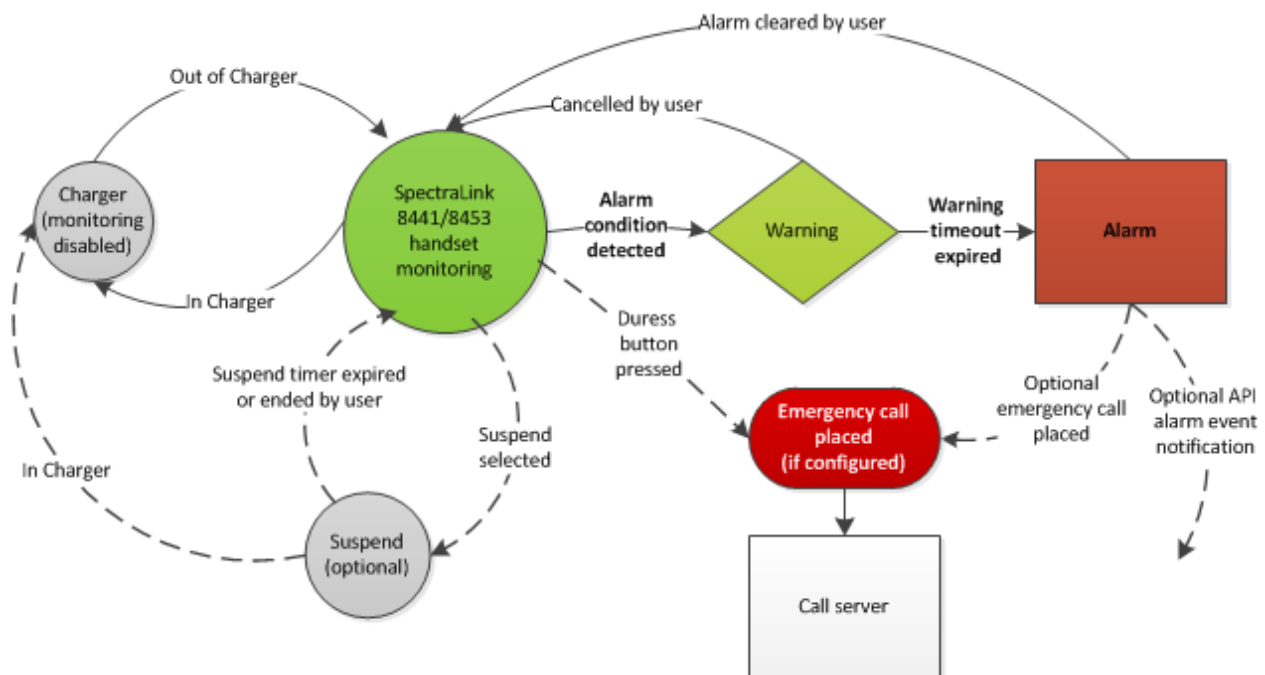 Alarm cleared by user
Out of Charger
Cancelled by user
Charger
(monitoring
disabled)
SpectraLink
8441/8453
handset
monitoring
Alarm
condition
detected
Warning
Warning
timeout
expired
Alarm
In Charger
Duress
button
pressed
Suspend timer expired
or ended by user
Optional
emergency call
placed
Optional API
alarm event
notification
Emergency call
placed
(if configured)
Suspend
selected
In Charger
Suspend
(optional)
Call server